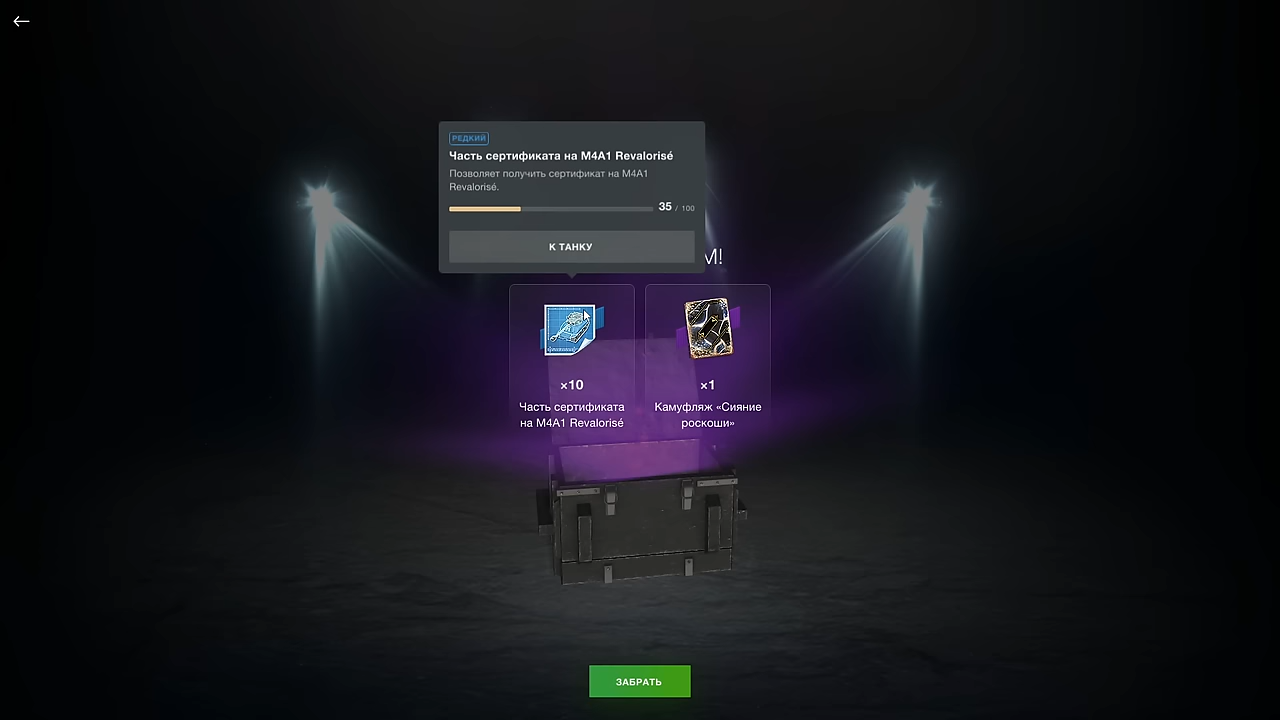 РЕДКИЙ
Часть сертификата на M4A1 Revalorisé
Позволяет получить сертификат на M4A1
Revalorisé.
35 / 100
К ТАНКУ
М!
×10
Часть сертификата
на M4A1 Revalorisé
×1
Камуфляж «Сияние
роскоши»
ЗАБРАТЬ